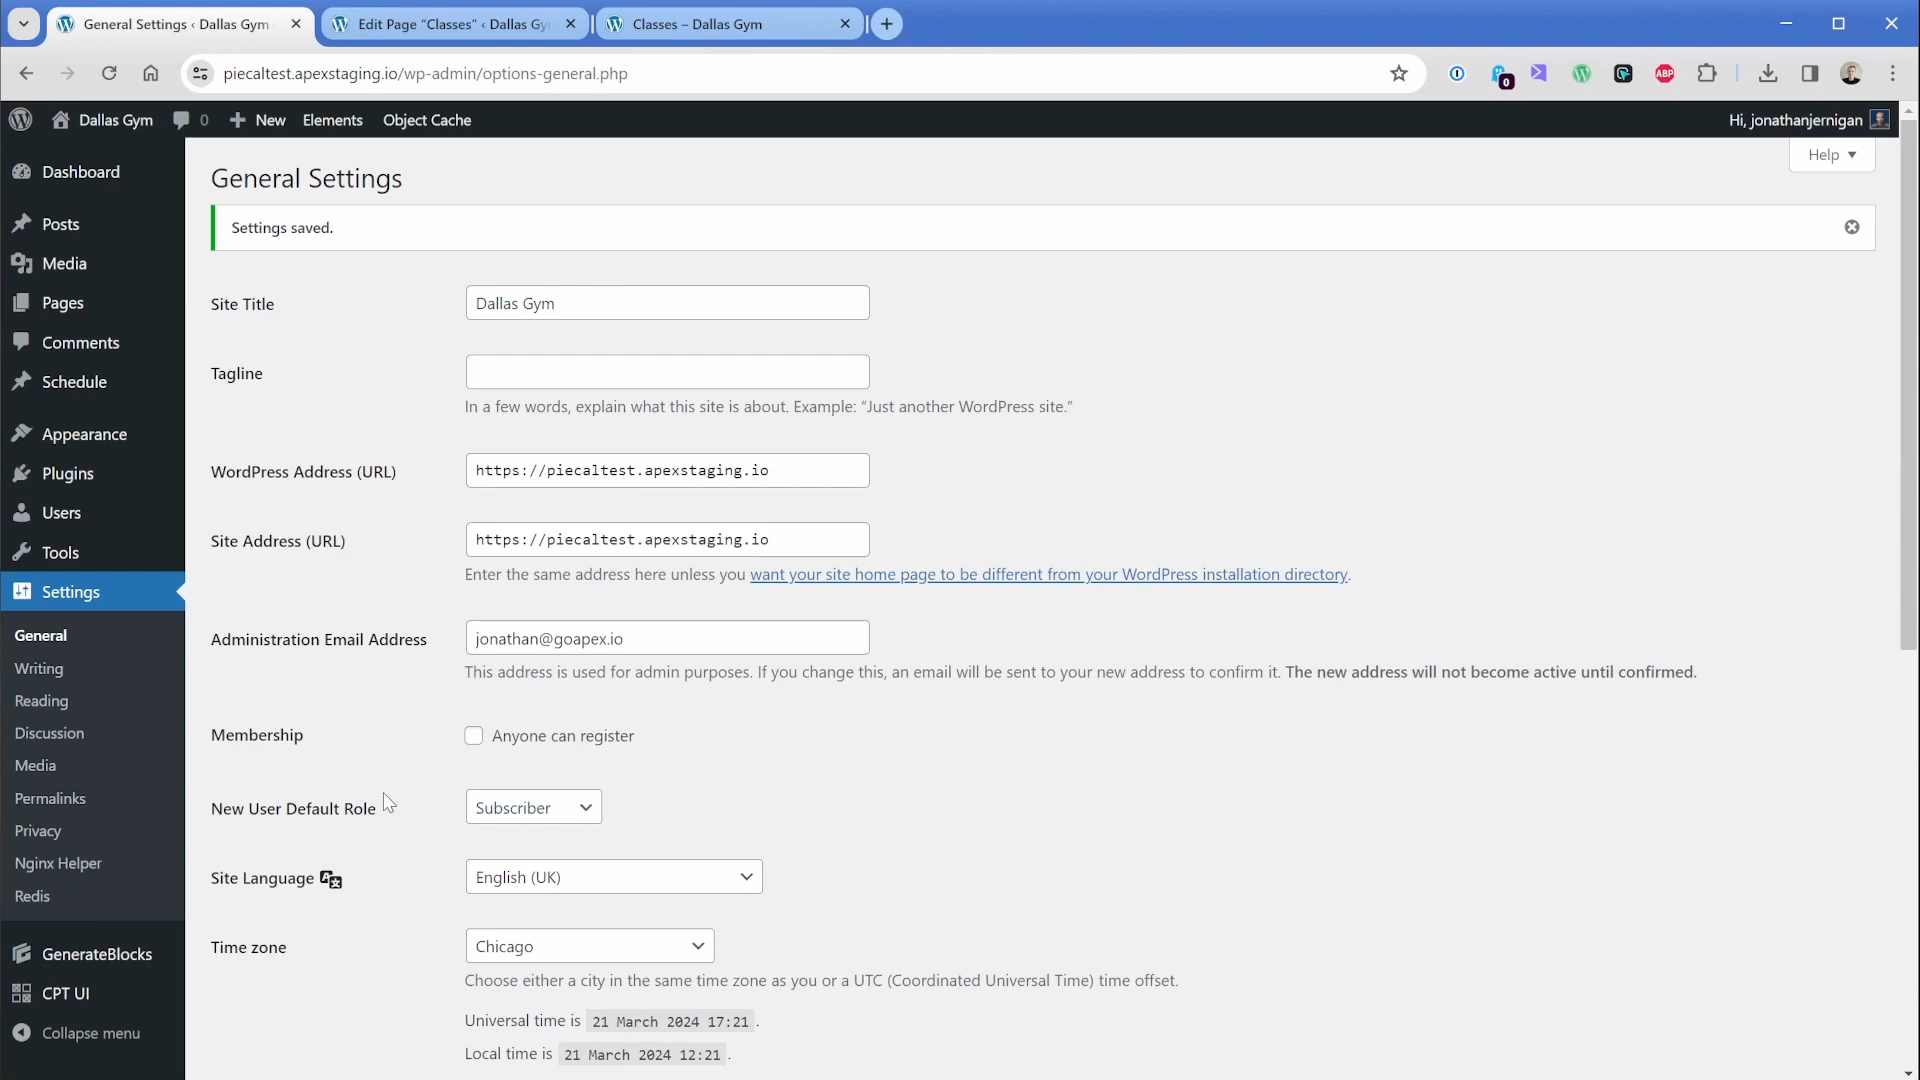 General Settings ‹ Dallas Gym
Edit Page “Classes” ‹ Dallas Gy
Classes – Dallas Gym
piecaltest.apexstaging.io/wp-admin/options-general.php
0
ABP
Dallas Gym
0
New
Elements
Object Cache
Hi, jonathanjernigan
Help
Dashboard
Posts
Media
Pages
Comments
Schedule
Appearance
Plugins
Users
Tools
Settings
General
Writing
Reading
Discussion
Media
Permalinks
Privacy
Nginx Helper
Redis
GenerateBlocks
CPT UI
Collapse menu
General Settings
Settings saved.
Site Title
Dallas Gym
Tagline
In a few words, explain what this site is about. Example: “Just another WordPress site.”
WordPress Address (URL)
https://piecaltest.apexstaging.io
Site Address (URL)
https://piecaltest.apexstaging.io
Enter the same address here unless you want your site home page to be different from your WordPress installation directory.
Administration Email Address
jonathan@goapex.io
This address is used for admin purposes. If you change this, an email will be sent to your new address to confirm it. The new address will not become active until confirmed.
Membership
Anyone can register
New User Default Role
Subscriber
Site Language
English (UK)
Time zone
Chicago
Choose either a city in the same time zone as you or a UTC (Coordinated Universal Time) time offset.
Universal time is 21 March 2024 17:21 .
Local time is 21 March 2024 12:21 .